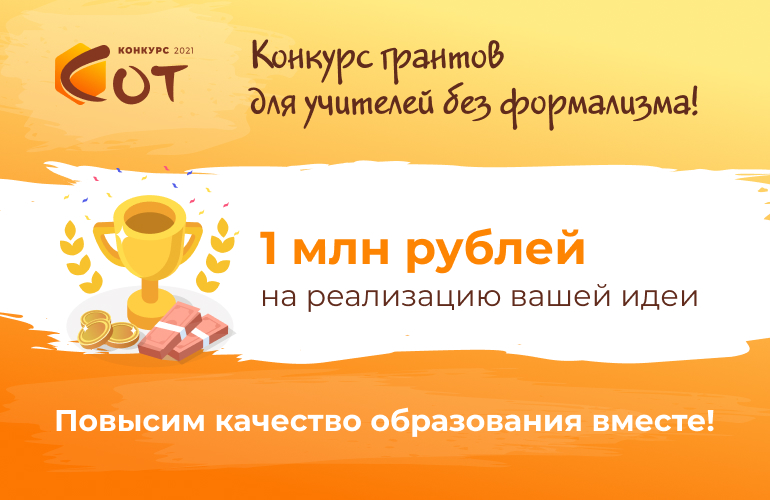 КОНКУРС 2021
СОТ
Конкурс грантов
для учителей без формализма!
1 млн рублей
на реализацию вашей идеи
Повысим качество образования вместе!